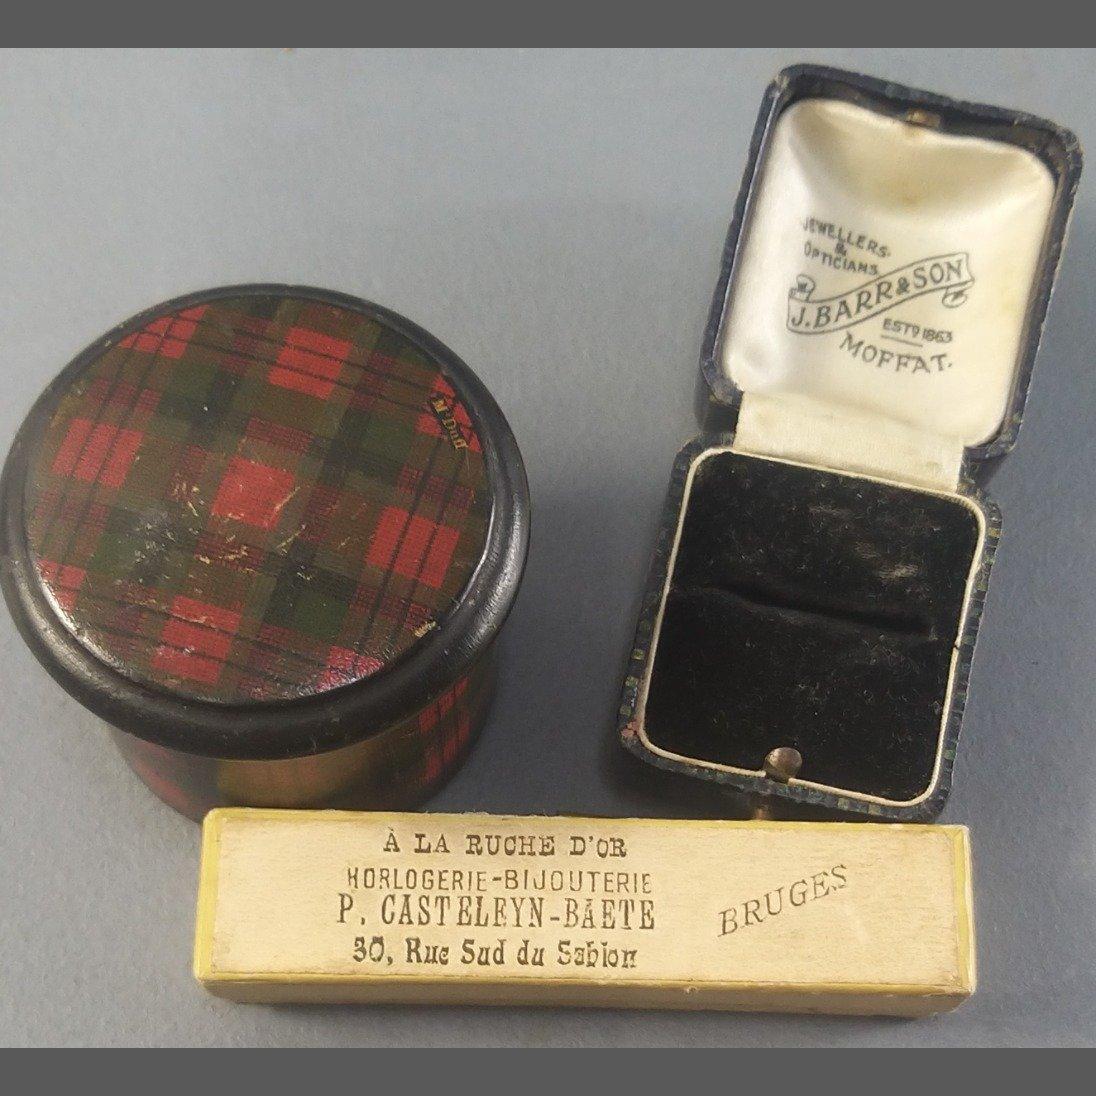 JEWELLERS
&
OPTICIANS
J. BARR & SON
ESTD 1863
MOFFAT.
McDuff
À LA RUCHE D'OR
HORLOGERIE-BIJOUTERIE
P. CASTELEYN-BAETE
30, Rue Sud du Sablon
BRUGES